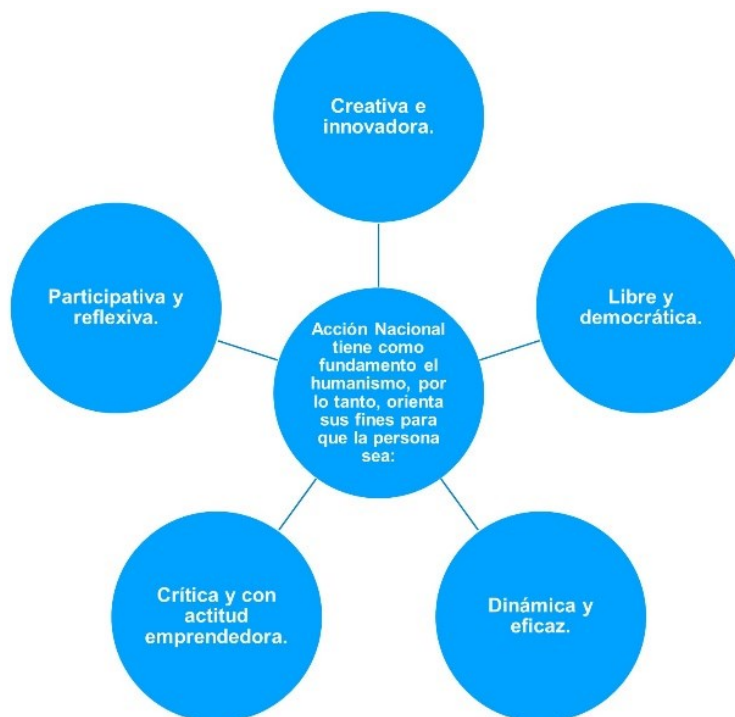 Creativa e
innovadora.
Participativa y
reflexiva.
Libre y
democrática.
Acción Nacional
tiene como
fundamento el
humanismo, por
lo tanto, orienta
sus fines para
que la persona
sea:
Crítica y con
actitud
emprendedora.
Dinámica y
eficaz.